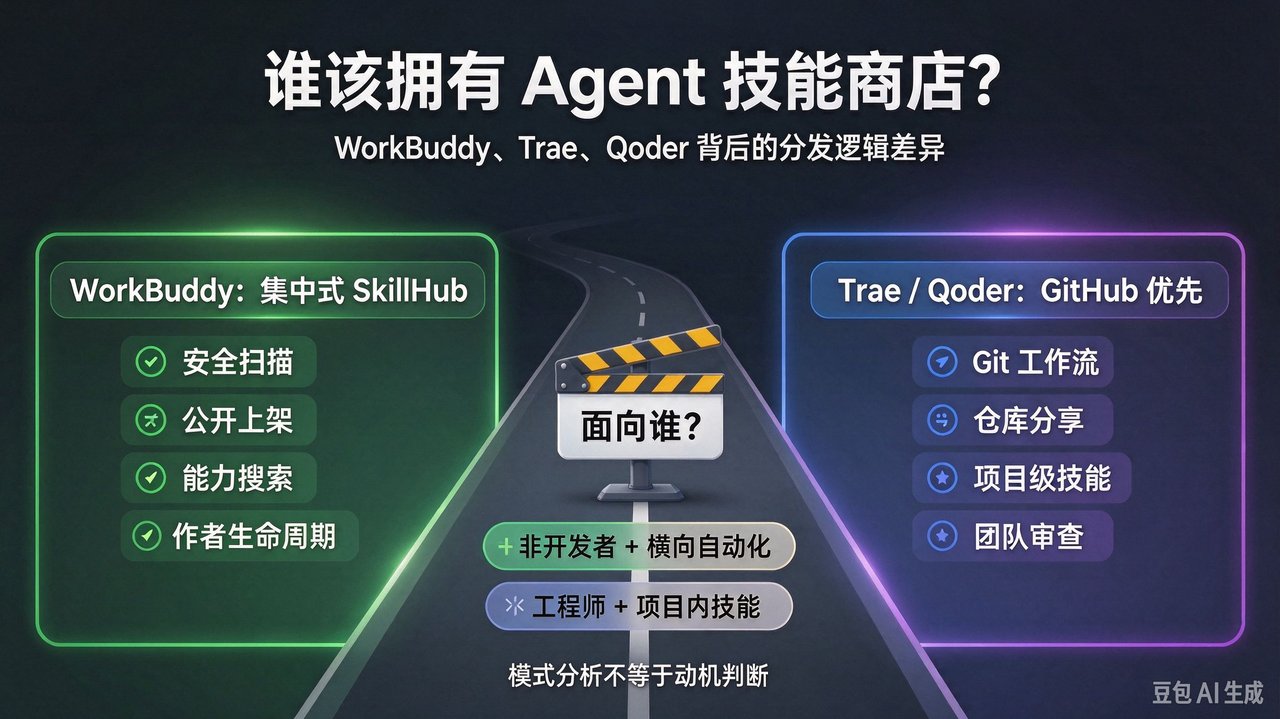 谁该拥有 Agent 技能商店？
WorkBuddy、Trae、Qoder 背后的分发逻辑差异
WorkBuddy：集中式 SkillHub
安全扫描
公开上架
能力搜索
作者生命周期
面向谁？
+ 非开发者 + 横向自动化
工程师 + 项目内技能
模式分析不等于动机判断
Trae / Qoder：GitHub 优先
Git 工作流
仓库分享
项目级技能
团队审查
豆包 AI 生成